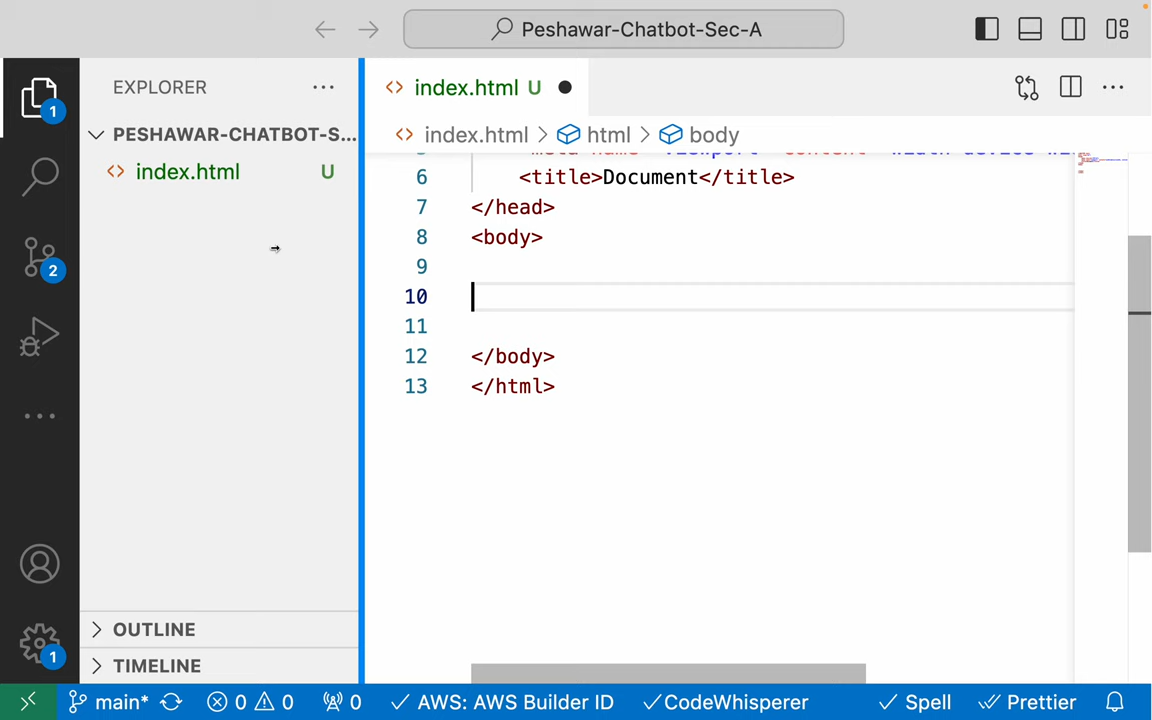 Peshawar-Chatbot-Sec-A
EXPLORER
PESHAWAR-CHATBOT-S...
index.html U
index.html U
index.html > html > body
6 <title>Document</title>
7 </head>
8 <body>
9
10
11
12 </body>
13 </html>
1
2
1
OUTLINE
TIMELINE
main* 0 0 0 AWS: AWS Builder ID CodeWhisperer Spell Prettier